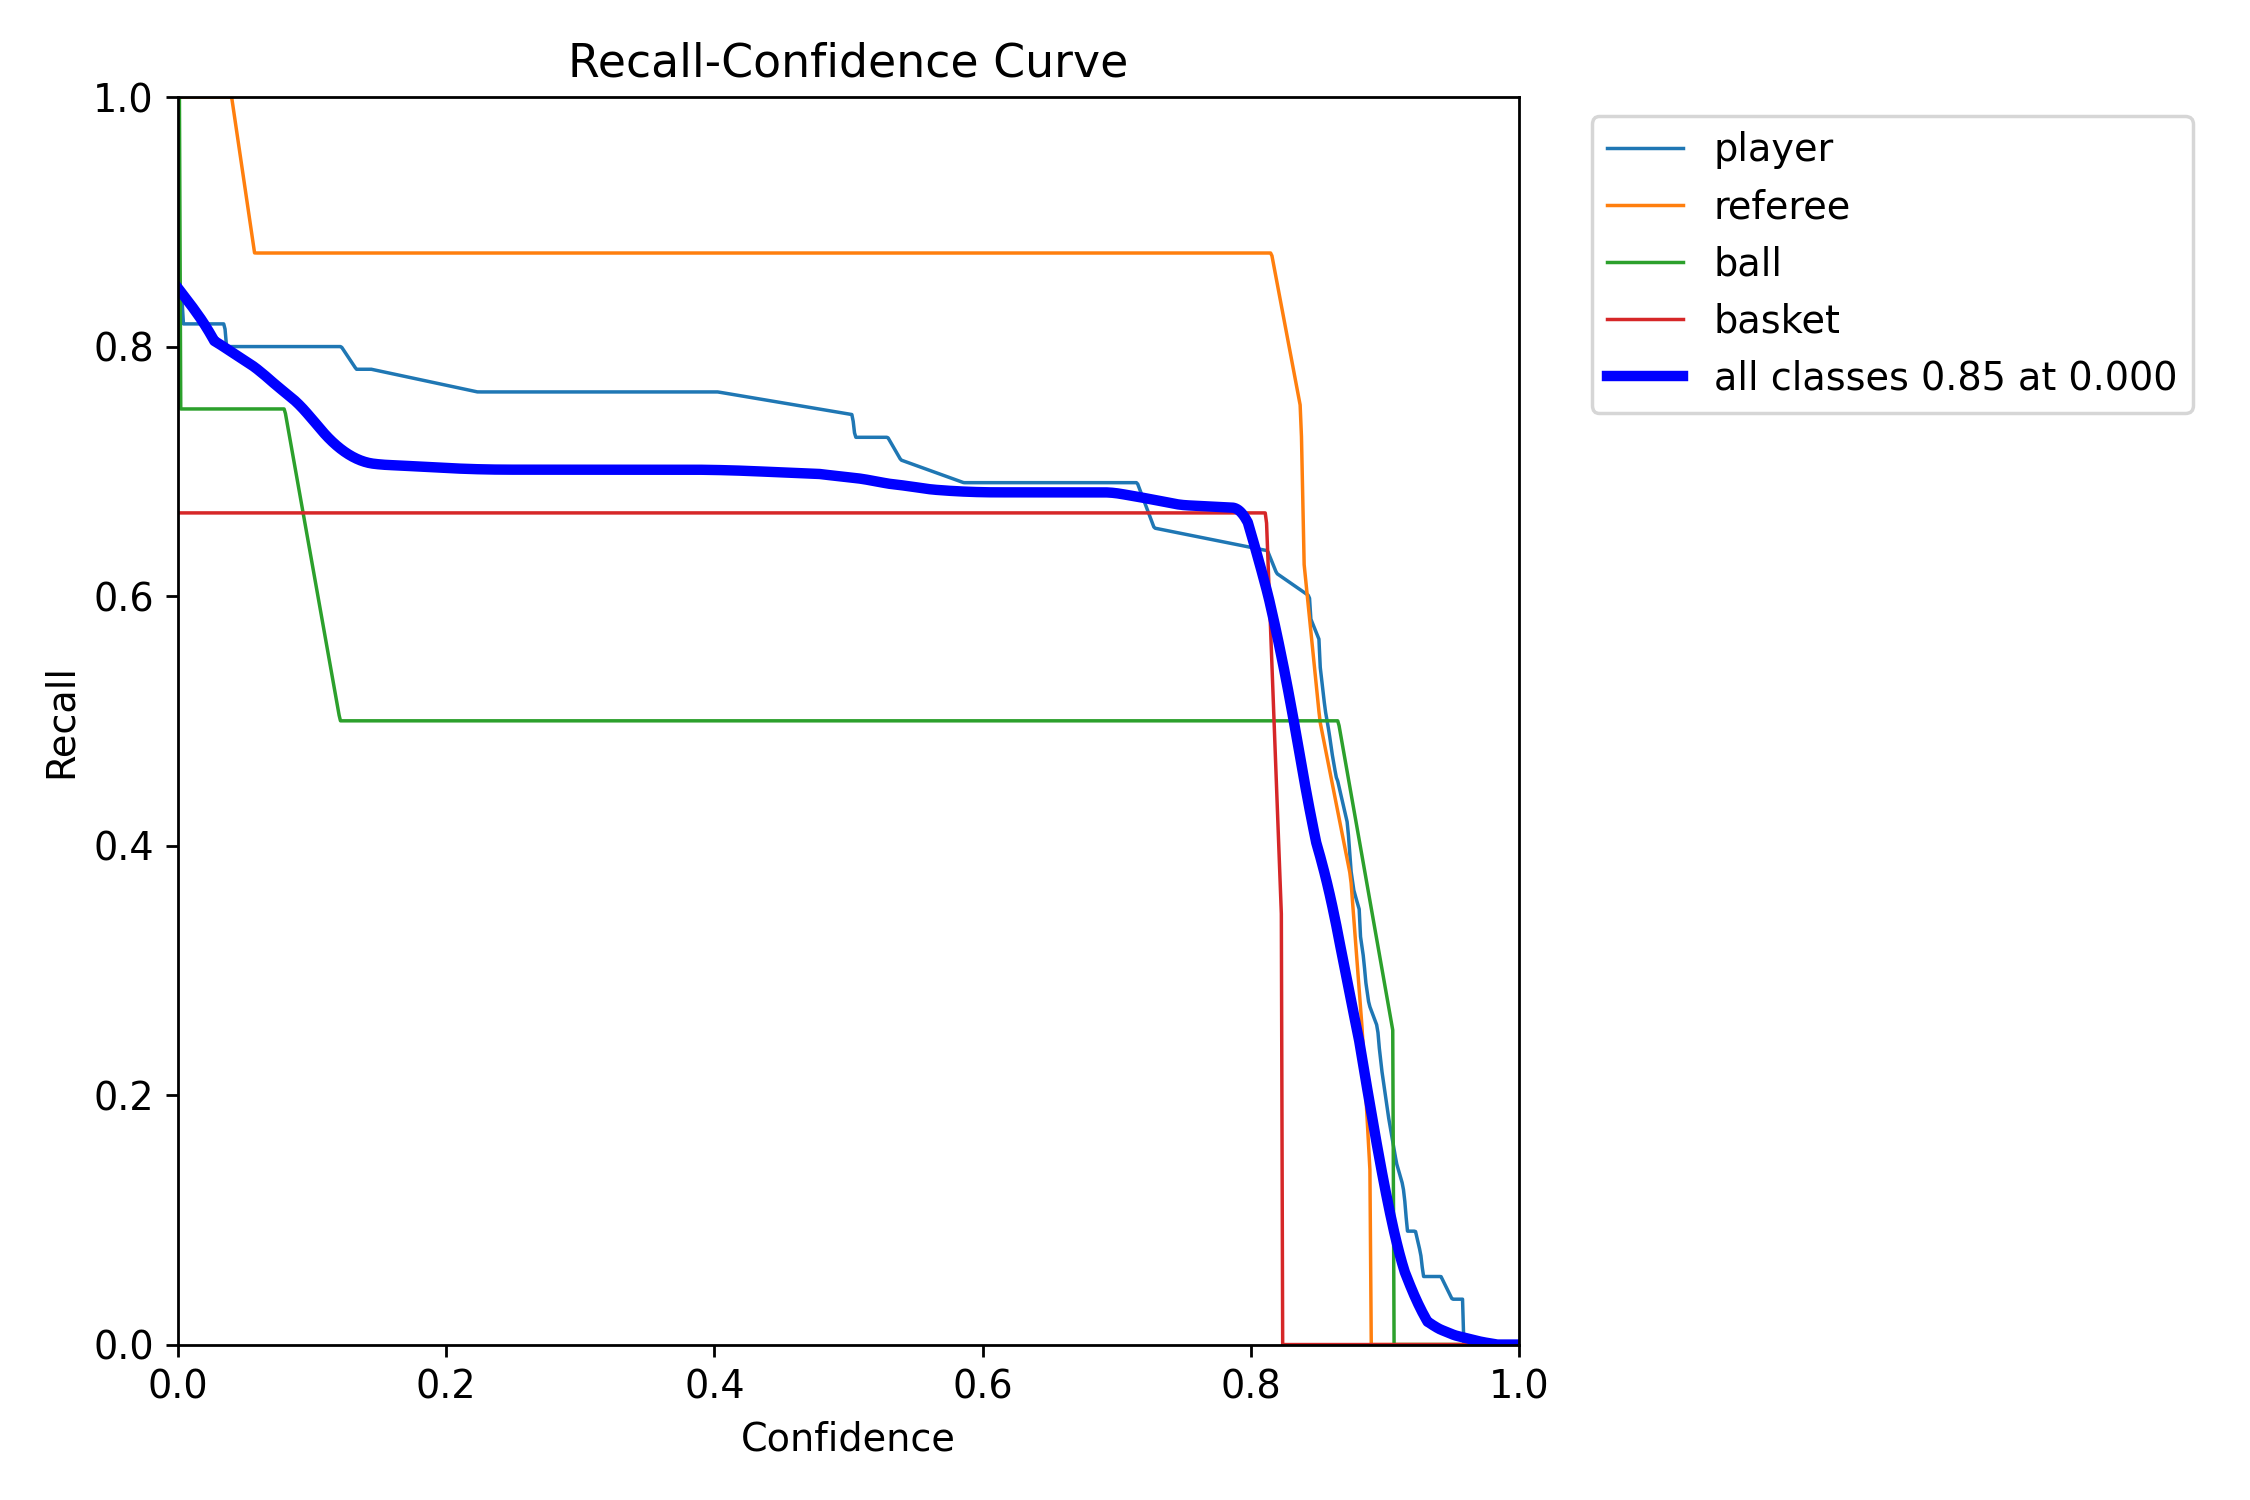 Recall-Confidence Curve
1.0
0.8
0.6
0.4
0.2
0.0
Recall
0.0 0.2 0.4 0.6 0.8 1.0
Confidence
player
referee
ball
basket
all classes 0.85 at 0.000